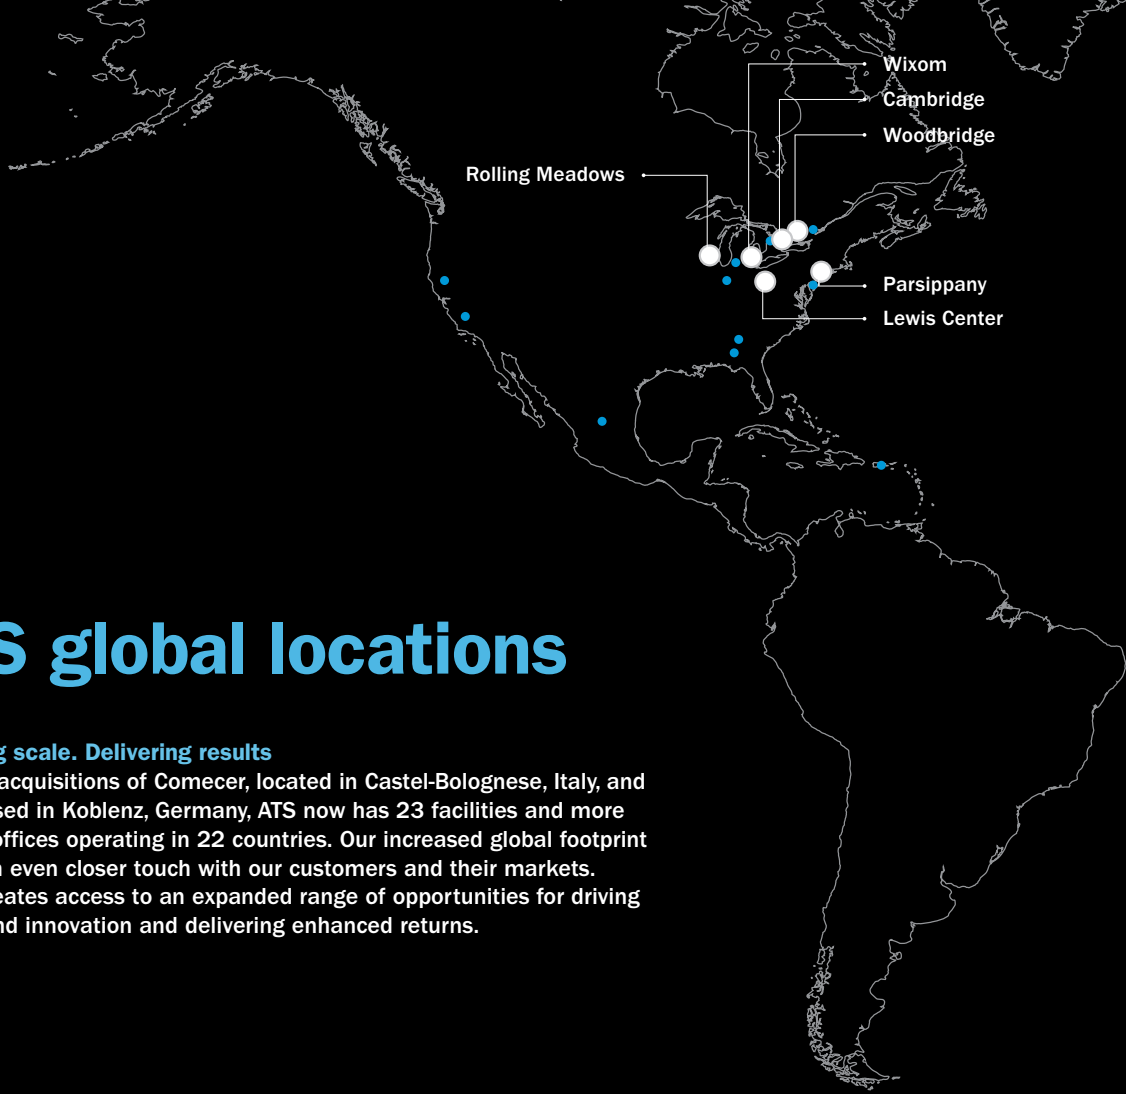 Wixom
Cambridge
Woodbridge
Rolling Meadows
Parsippany
Lewis Center
S global locations
g scale. Delivering results
acquisitions of Comecer, located in Castel-Bolognese, Italy, and
sed in Koblenz, Germany, ATS now has 23 facilities and more
offices operating in 22 countries. Our increased global footprint
even closer touch with our customers and their markets.
eates access to an expanded range of opportunities for driving
nd innovation and delivering enhanced returns.